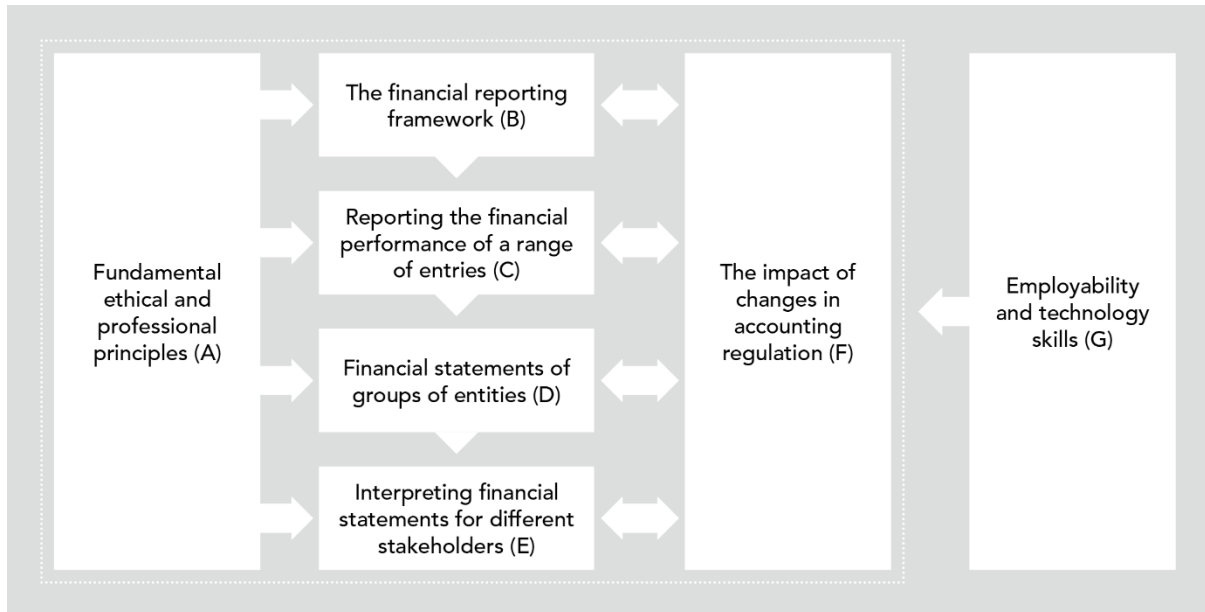 Fundamental
ethical and
professional
principles (A)
The financial reporting
framework (B)
Reporting the financial
performance of a range
of entries (C)
Financial statements of
groups of entities (D)
Interpreting financial
statements for different
stakeholders (E)
The impact of
changes in
accounting
regulation (F)
Employability
and technology
skills (G)